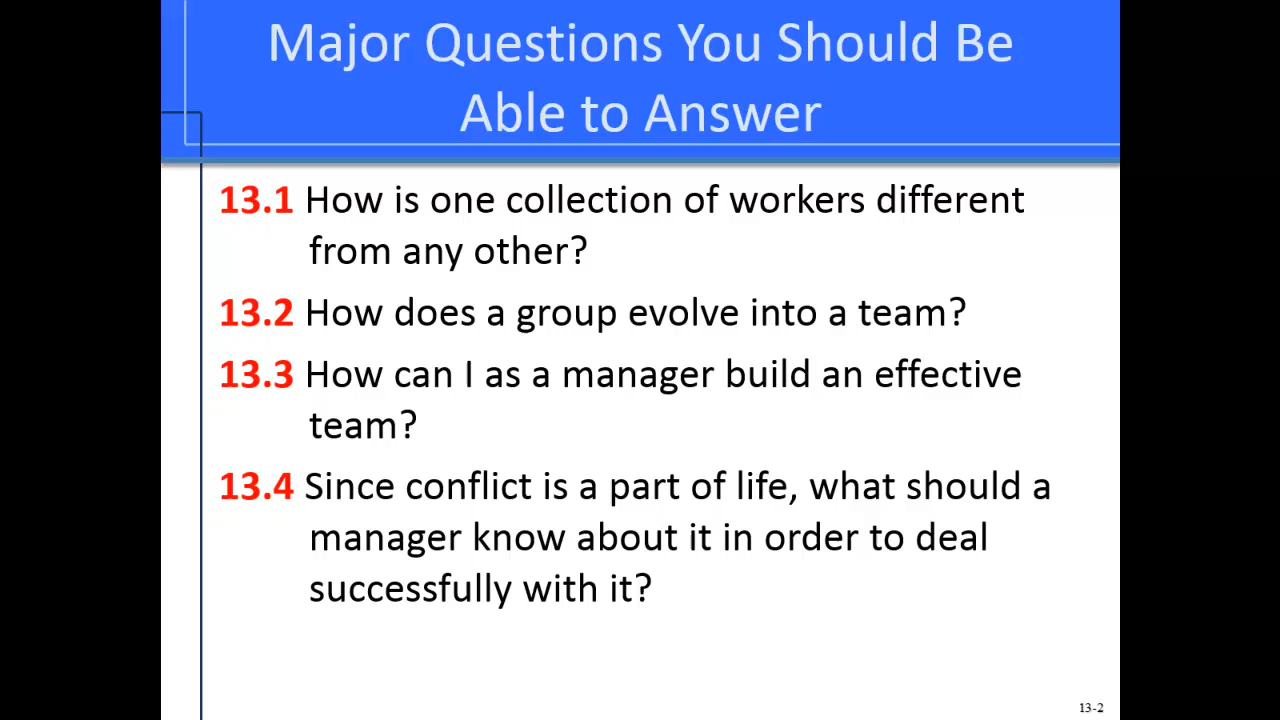 Major Questions You Should Be
Able to Answer
13.1 How is one collection of workers different
from any other?
13.2 How does a group evolve into a team?
13.3 How can I as a manager build an effective
team?
13.4 Since conflict is a part of life, what should a
manager know about it in order to deal
successfully with it?
13-2